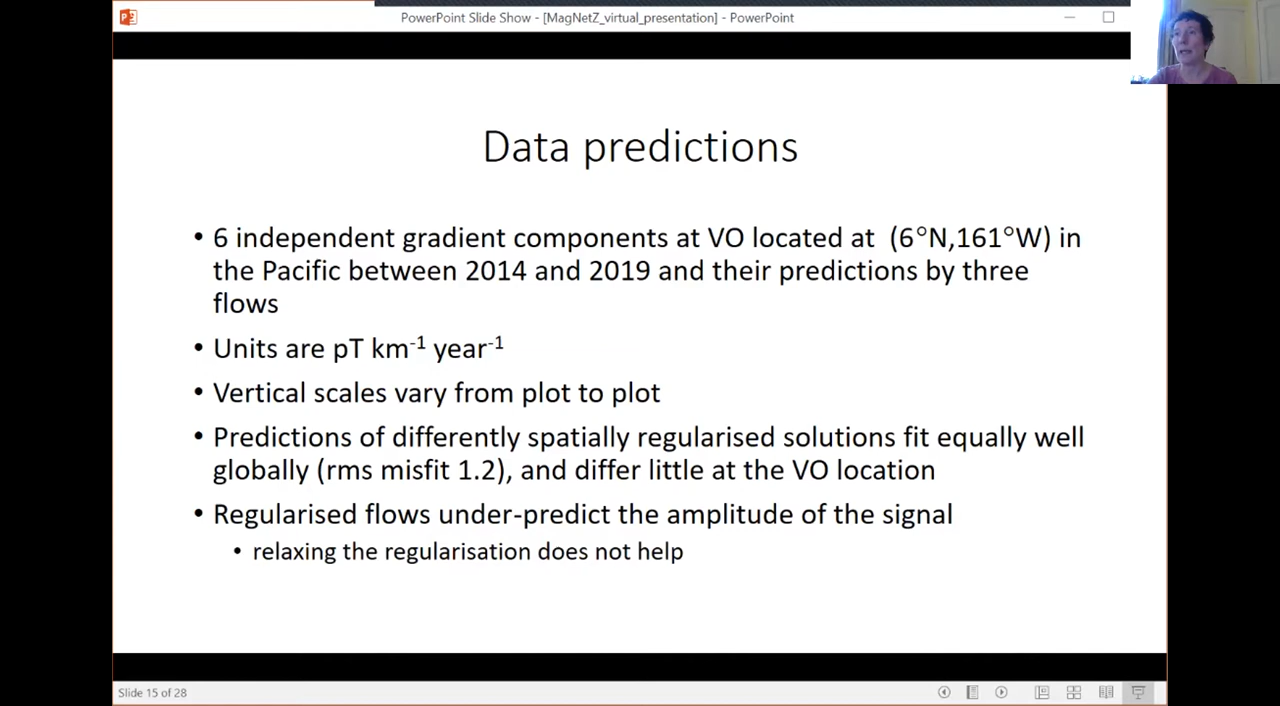 PowerPoint Slide Show - [MagNetZ_virtual_presentation] - PowerPoint
Data predictions
• 6 independent gradient components at VO located at (6°N,161°W) in
the Pacific between 2014 and 2019 and their predictions by three
flows
• Units are pT km-1 year-1
• Vertical scales vary from plot to plot
• Predictions of differently spatially regularised solutions fit equally well
globally (rms misfit 1.2), and differ little at the VO location
• Regularised flows under-predict the amplitude of the signal
• relaxing the regularisation does not help
Slide 15 of 28